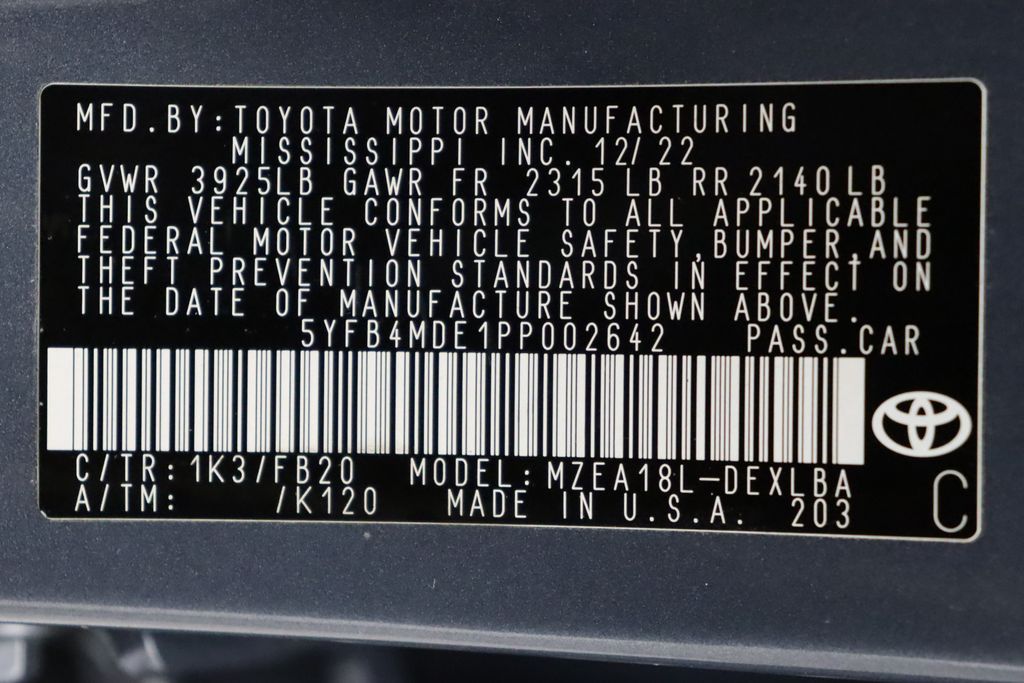 MFD.BY:TOYOTA MOTOR MANUFACTURING
MISSISSIPPI INC. 12/22
GVWR 3925LB GAWR FR 2315 LB RR 2140 LB
THIS VEHICLE CONFORMS TO ALL APPLICABLE
FEDERAL MOTOR VEHICLE SAFETY,BUMPER,AND
THEFT PREVENTION STANDARDS IN EFFECT ON
THE DATE OF MANUFACTURE SHOWN ABOVE.
5YFB4MDE1PP002642 PASS.CAR
C/TR:1K3/FB20 MODEL:MZEA18L-DEXLBA
A/TM: /K120 MADE IN U.S.A. 203
C